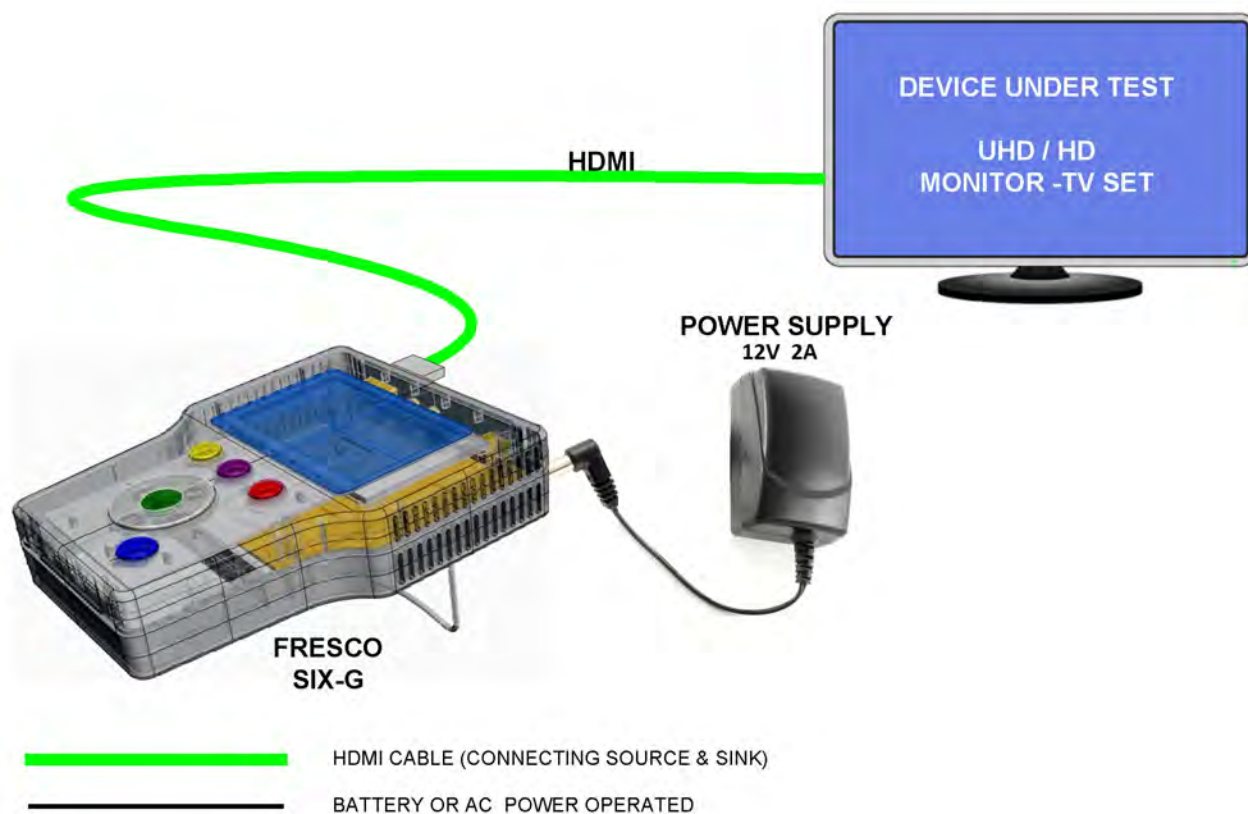 DEVICE UNDER TEST
UHD / HD
MONITOR -TV SET
HDMI
POWER SUPPLY
12V 2A
FRESCO
SIX-G
HDMI CABLE (CONNECTING SOURCE & SINK)
BATTERY OR AC POWER OPERATED